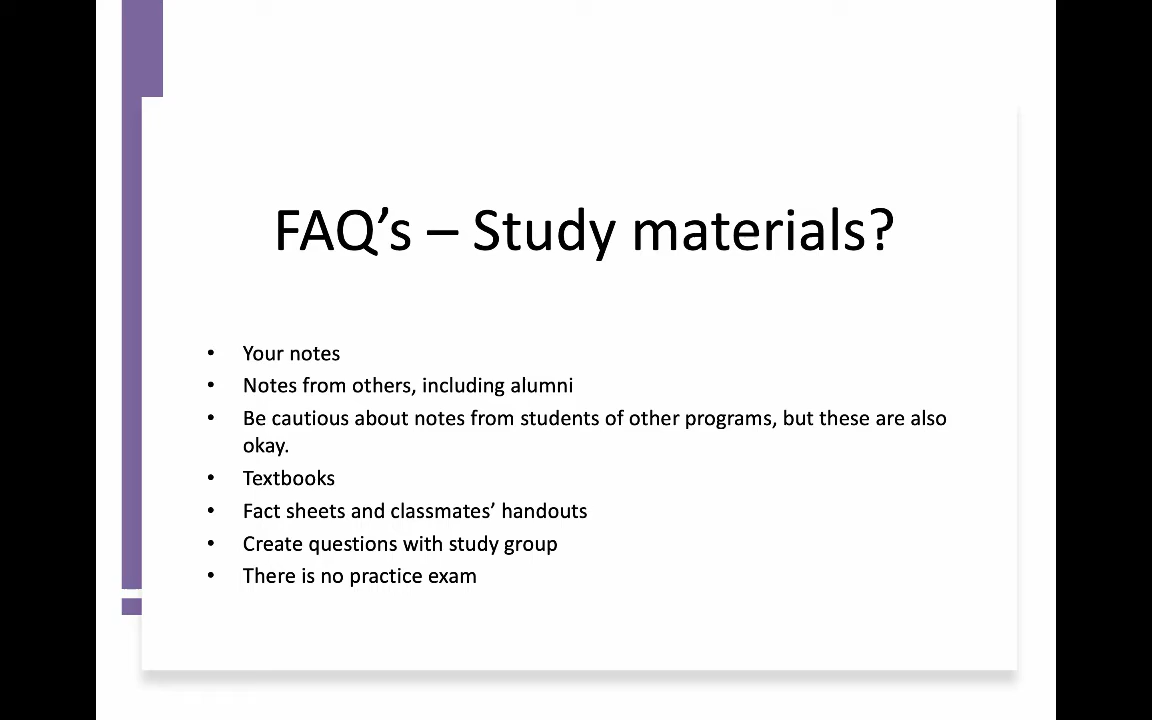 FAQ’s – Study materials?
• Your notes
• Notes from others, including alumni
• Be cautious about notes from students of other programs, but these are also
okay.
• Textbooks
• Fact sheets and classmates’ handouts
• Create questions with study group
• There is no practice exam